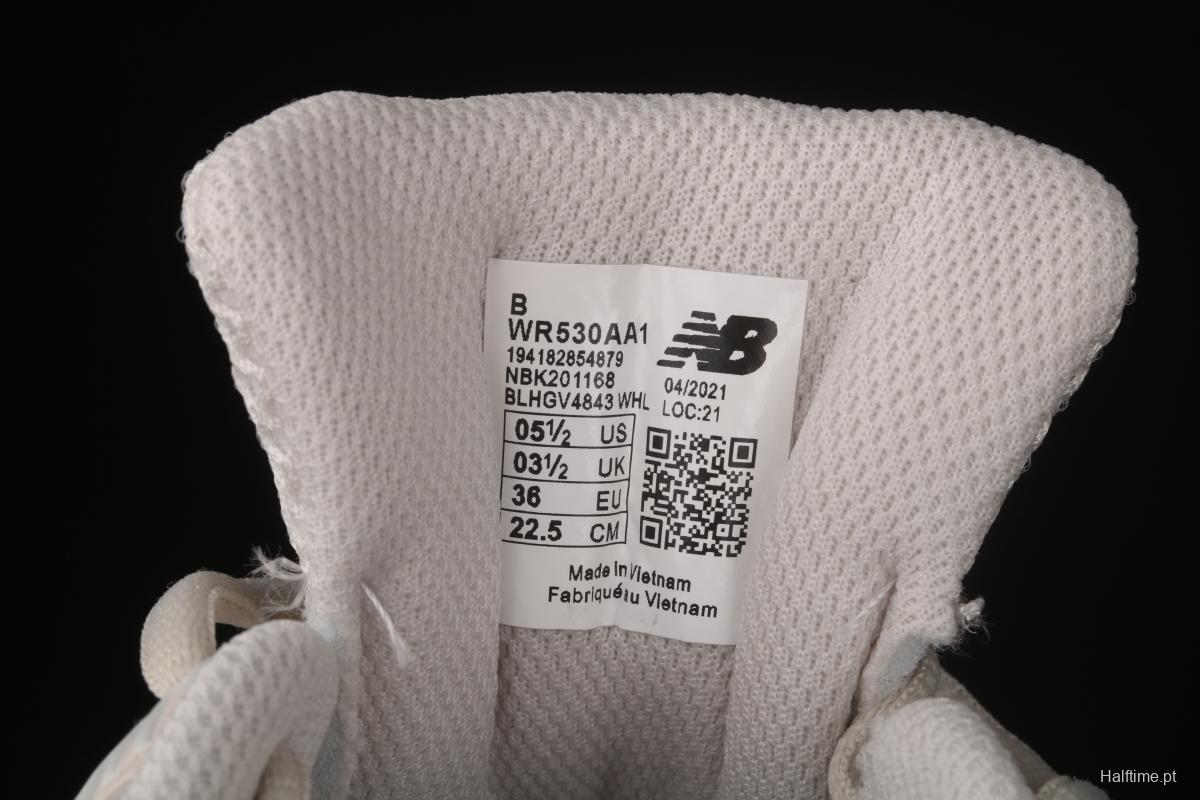 B
WR530AA1
194182854879
NBK201168
BLHGV4843 WHL
NB
04/2021
LOC:21
05½ US
03½ UK
36 EU
22.5 CM
Made in Vietnam
Fabriqué au Vietnam
Halftime.pt